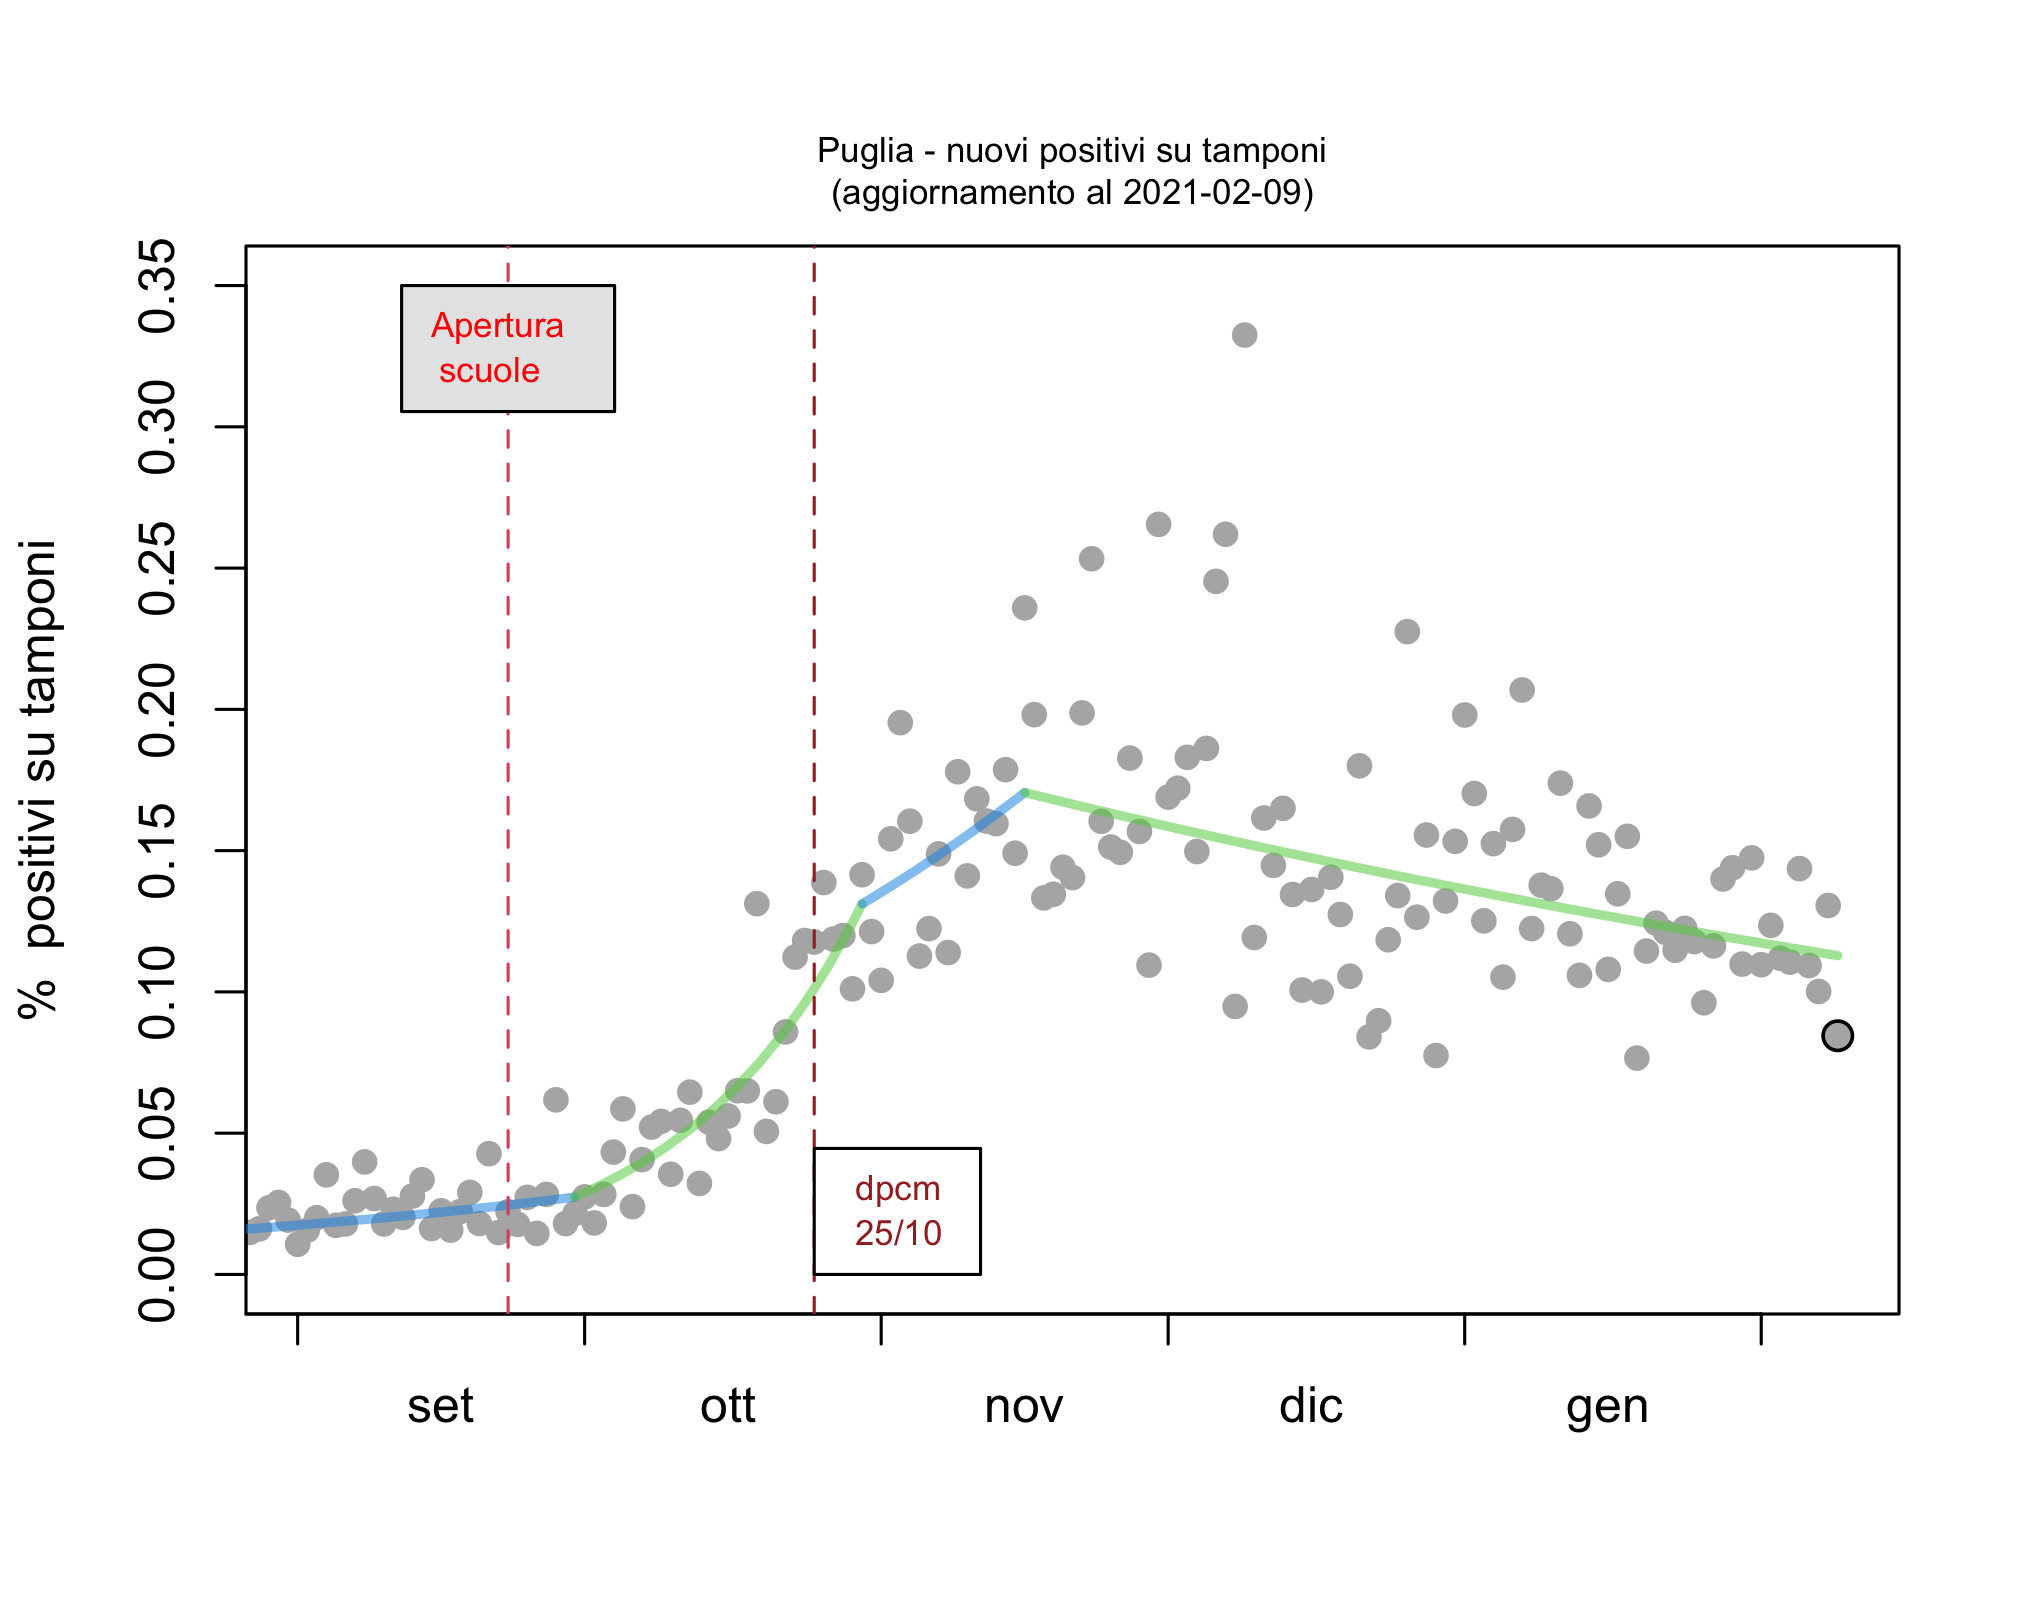 Puglia - nuovi positivi su tamponi
(aggiornamento al 2021-02-09)
% positivi su tamponi
0.35
0.30
0.25
0.20
0.15
0.10
0.05
0.00
Apertura
scuole
dpcm
25/10
set ott nov dic gen